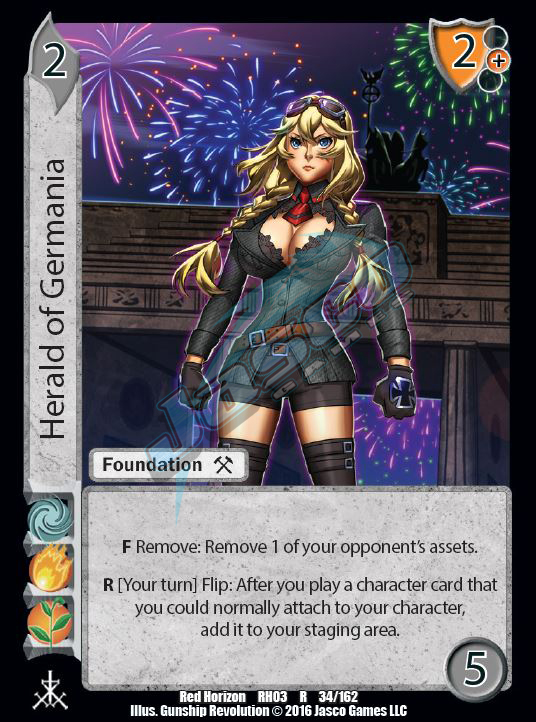 2
2
+
Herald of Germania
Foundation
F Remove: Remove 1 of your opponent's assets.
R [Your turn] Flip: After you play a character card that
you could normally attach to your character,
add it to your staging area.
5
Red Horizon RH03 R 34/162
Illus. Gunship Revolution © 2016 Jasco Games LLC